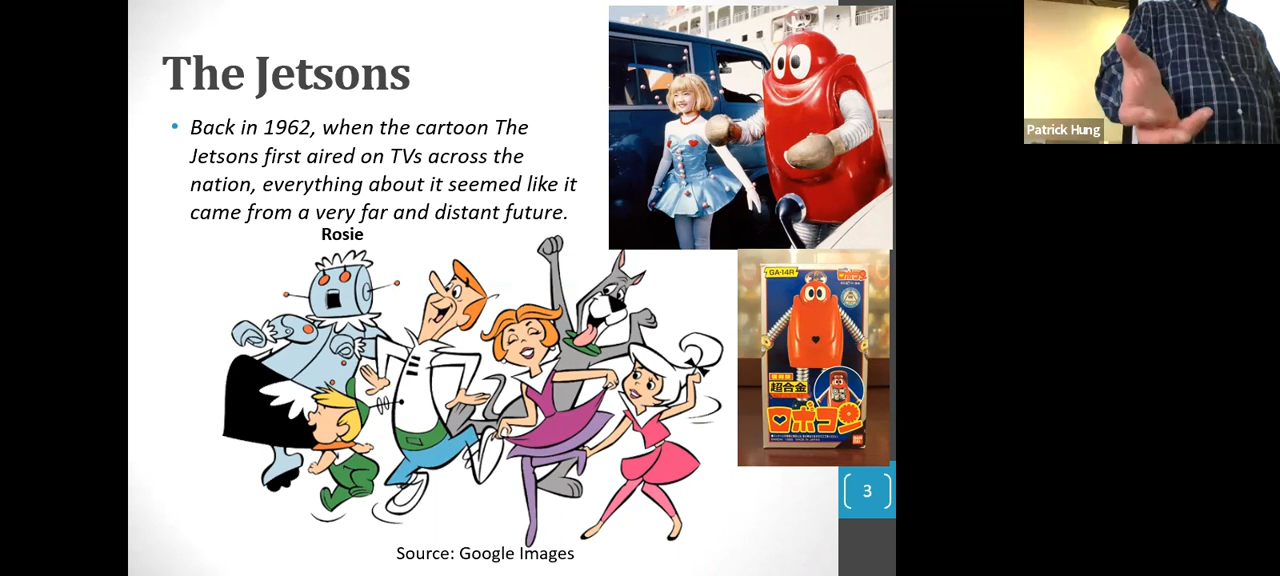 The Jetsons
• Back in 1962, when the cartoon The
Jetsons first aired on TVs across the
nation, everything about it seemed like it
came from a very far and distant future.
Rosie
GA-14R
超合金
ロボコン
3
Source: Google Images
Patrick Hung